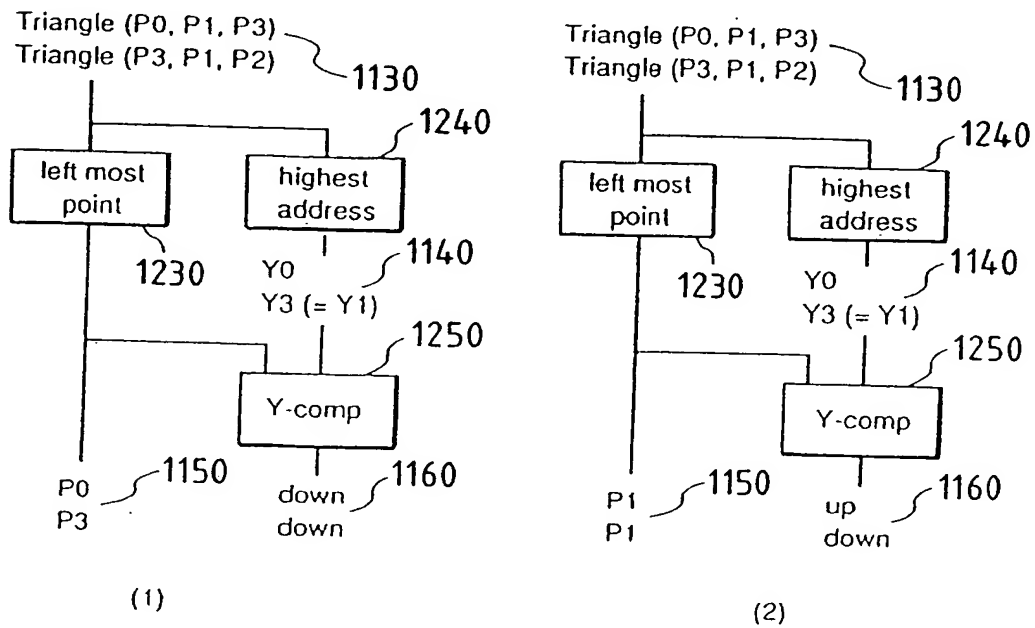 Triangle (P0, P1, P3)
Triangle (P3, P1, P2)
1130
1240
left most
point
highest
address
1230
Y0
1140
Y3 (= Y1)
1250
Y-comp
P0
1150
P3
down
1160
down
(1)
Triangle (P0, P1, P3)
Triangle (P3, P1, P2)
1130
1240
left most
point
highest
address
1230
Y0
1140
Y3 (= Y1)
1250
Y-comp
P1
1150
P1
up
1160
down
(2)